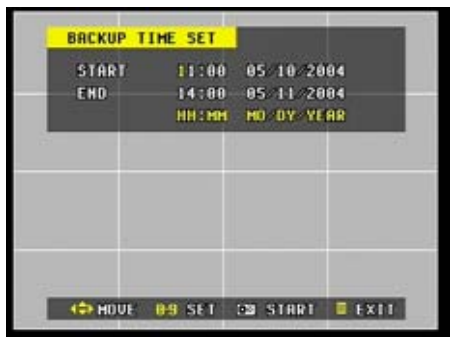 BACKUP TIME SET
START 11:00 05/10/2004
END 14:00 05/11/2004
HH:MM MO/DY/YEAR
MOVE 0-9 SET START EXIT